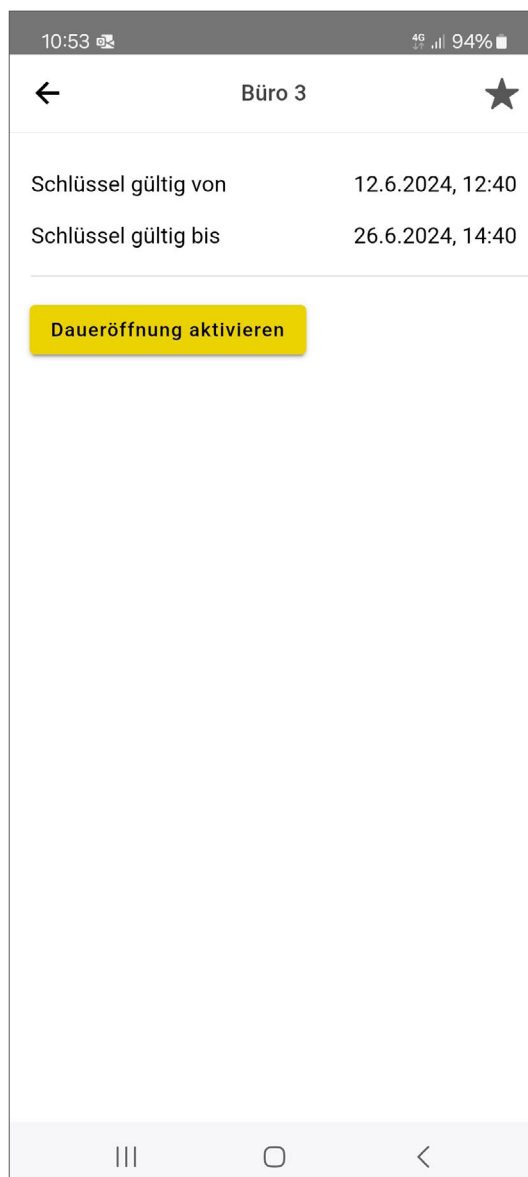 10:53
4G 94%
Büro 3
Schlüssel gültig von 12.6.2024, 12:40
Schlüssel gültig bis 26.6.2024, 14:40
Daueröffnung aktivieren